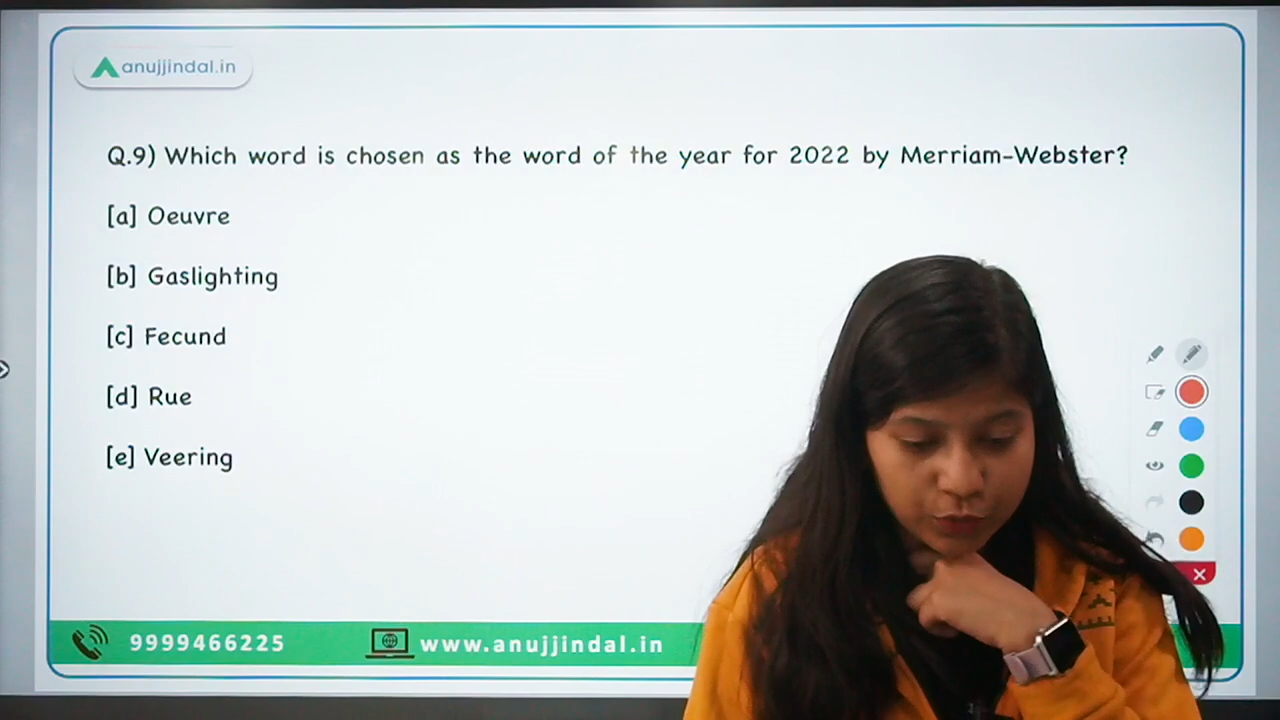 anujjindal.in
Q.9) Which word is chosen as the word of the year for 2022 by Merriam-Webster?
[a] Oeuvre
[b] Gaslighting
[c] Fecund
[d] Rue
[e] Veering
9999466225 www.anujjindal.in